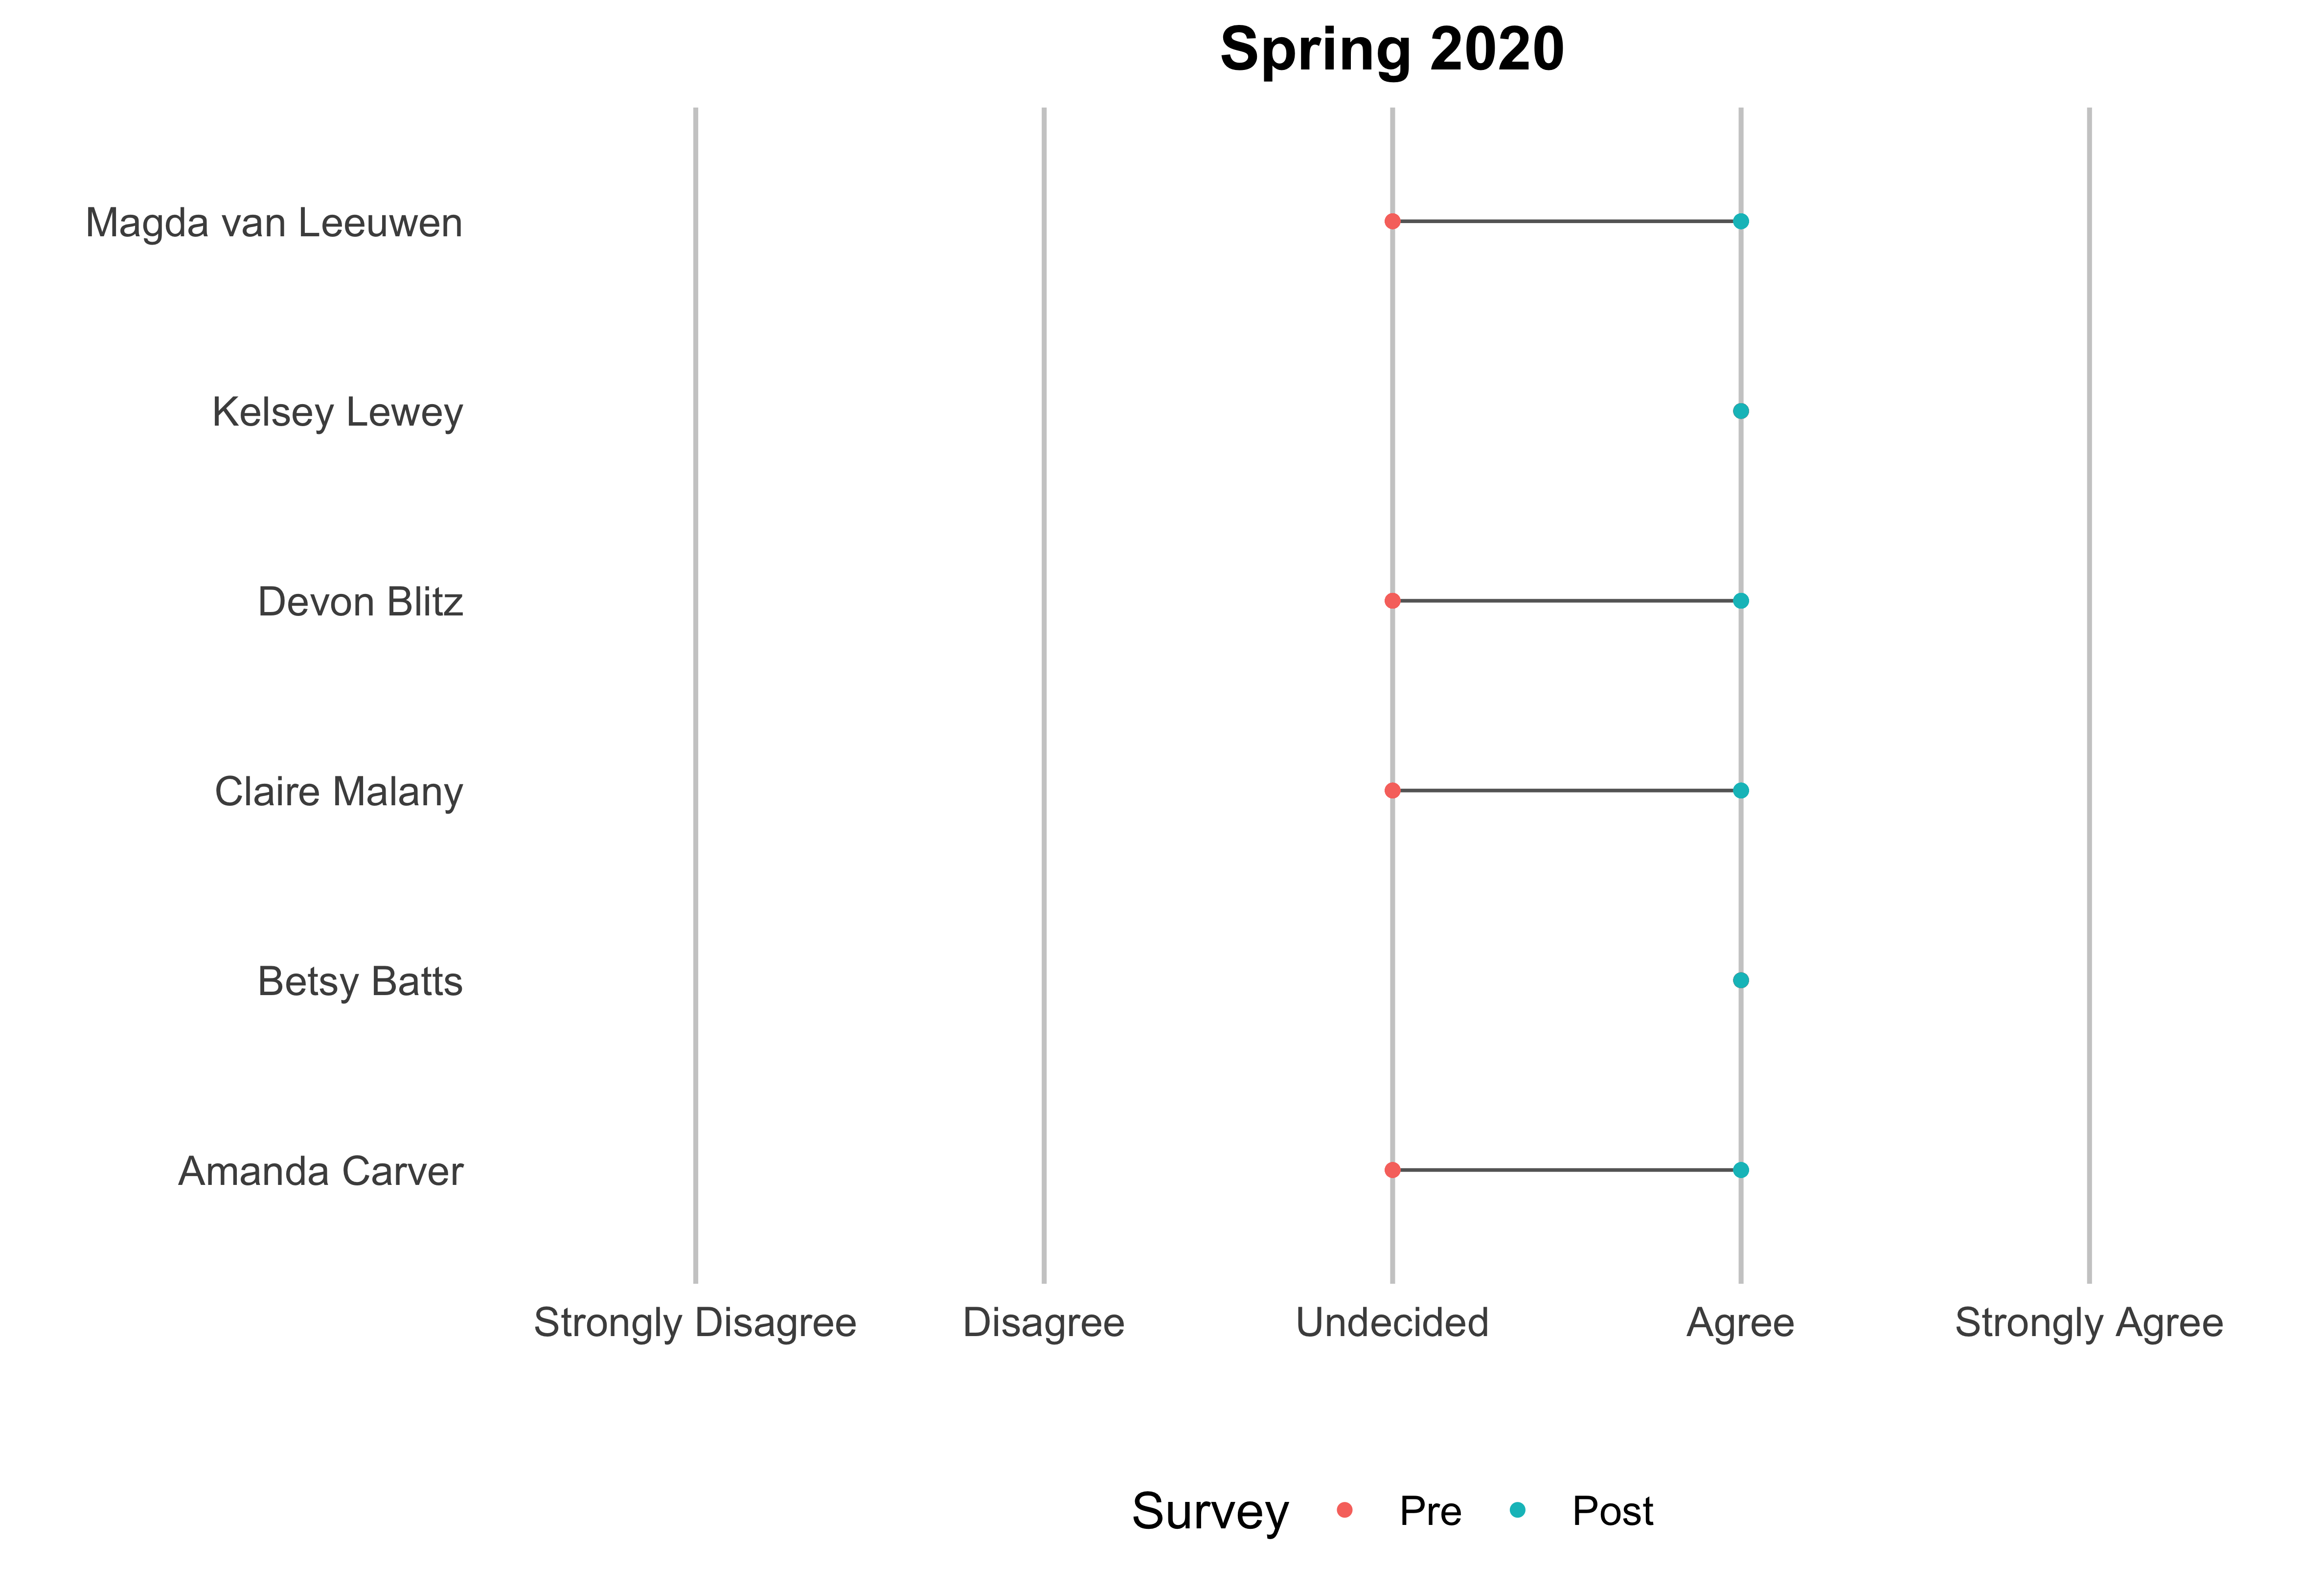 Spring 2020
Magda van Leeuwen
Kelsey Lewey
Devon Blitz
Claire Malany
Betsy Batts
Amanda Carver
Strongly Disagree Disagree Undecided Agree Strongly Agree
Survey Pre Post